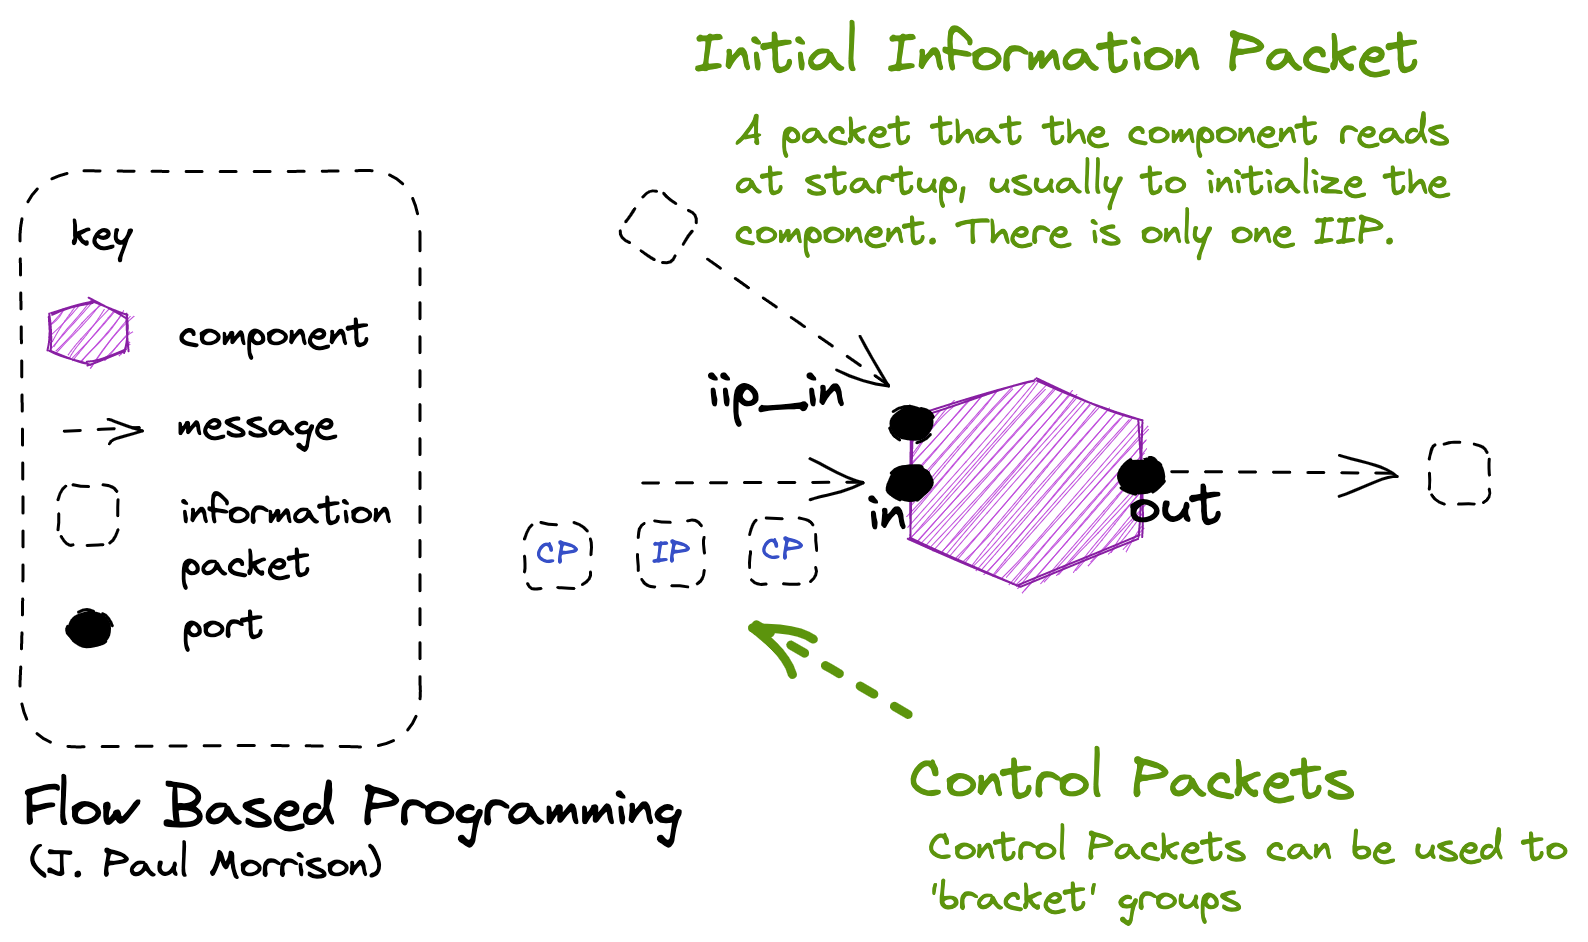 Initial Information Packet
A packet that the component reads
at startup, usually to initialize the
component. There is only one IIP.
key
component
message
information
packet
port
iip_in
in
out
CP
IP
CP
Control Packets
Control Packets can be used to
'bracket' groups
Flow Based Programming
(J. Paul Morrison)